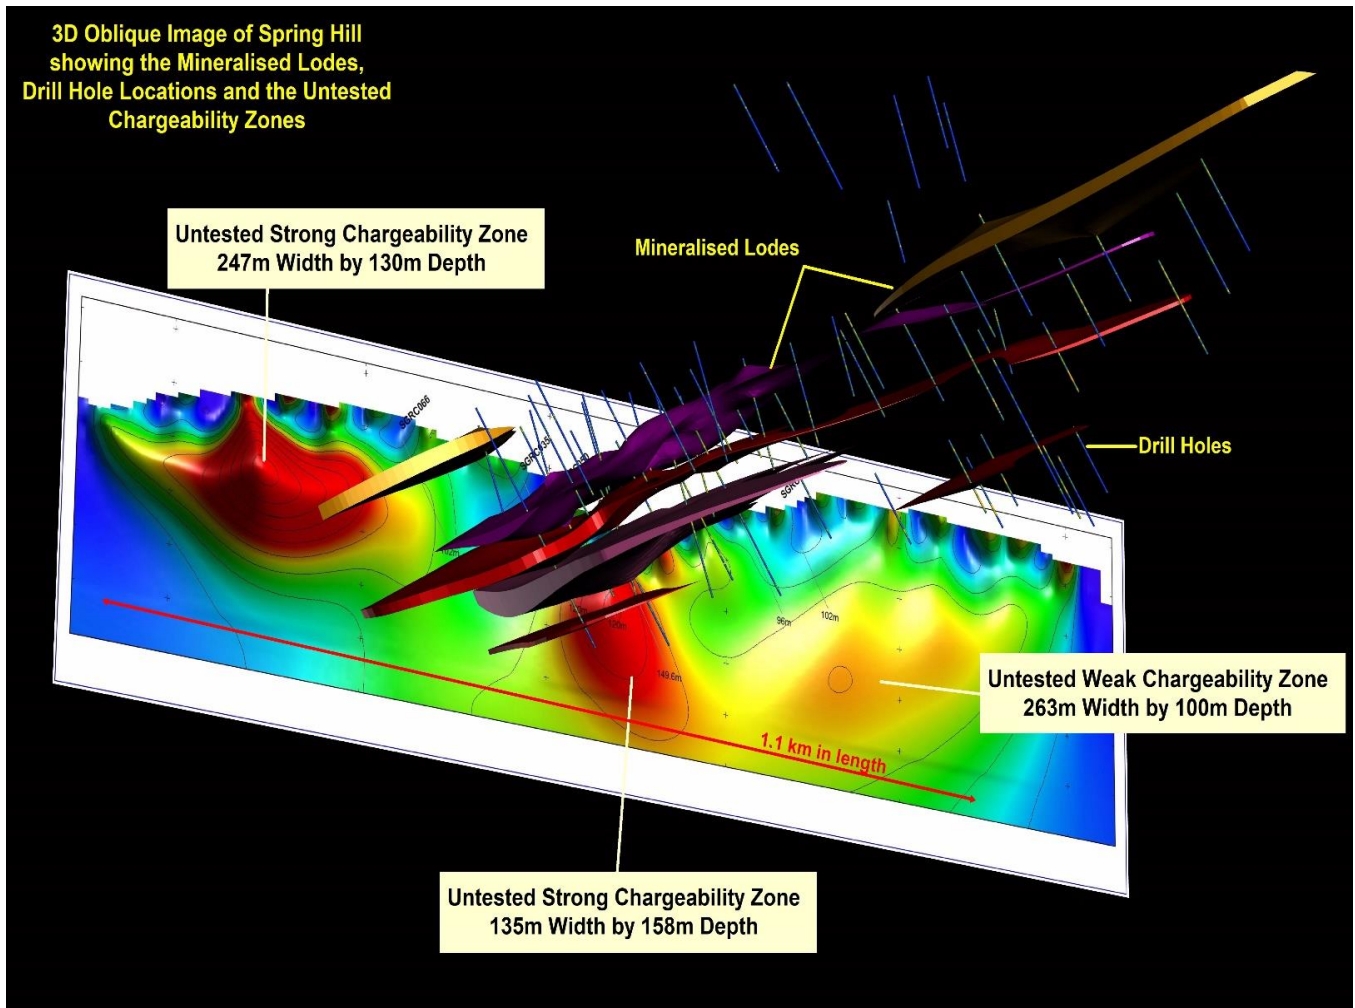 3D Oblique Image of Spring Hill
showing the Mineralised Lodes,
Drill Hole Locations and the Untested
Chargeability Zones
Untested Strong Chargeability Zone
247m Width by 130m Depth
Mineralised Lodes
Drill Holes
SGRC066
96m
102m
120m
149.6m
Untested Weak Chargeability Zone
263m Width by 100m Depth
1.1 km in length
Untested Strong Chargeability Zone
135m Width by 158m Depth